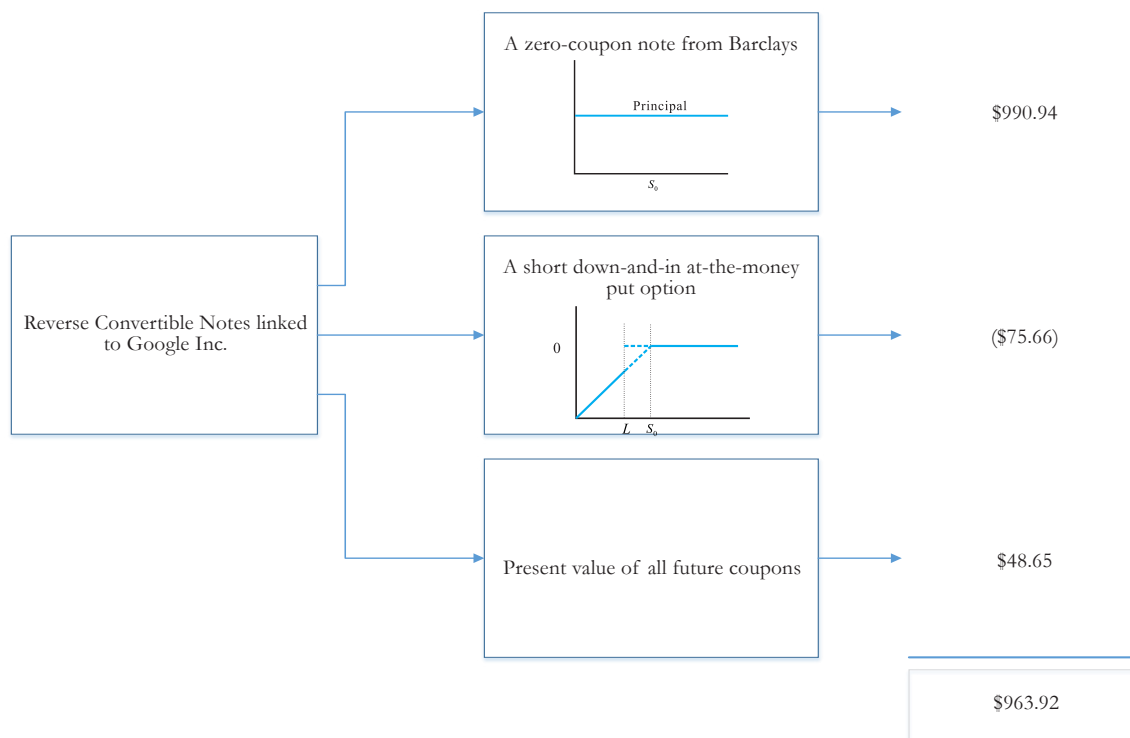 A zero-coupon note from Barclays
Principal
S₀
$990.94
Reverse Convertible Notes linked
to Google Inc.
A short down-and-in at-the-money
put option
0
L S₀
($75.66)
Present value of all future coupons
$48.65
$963.92